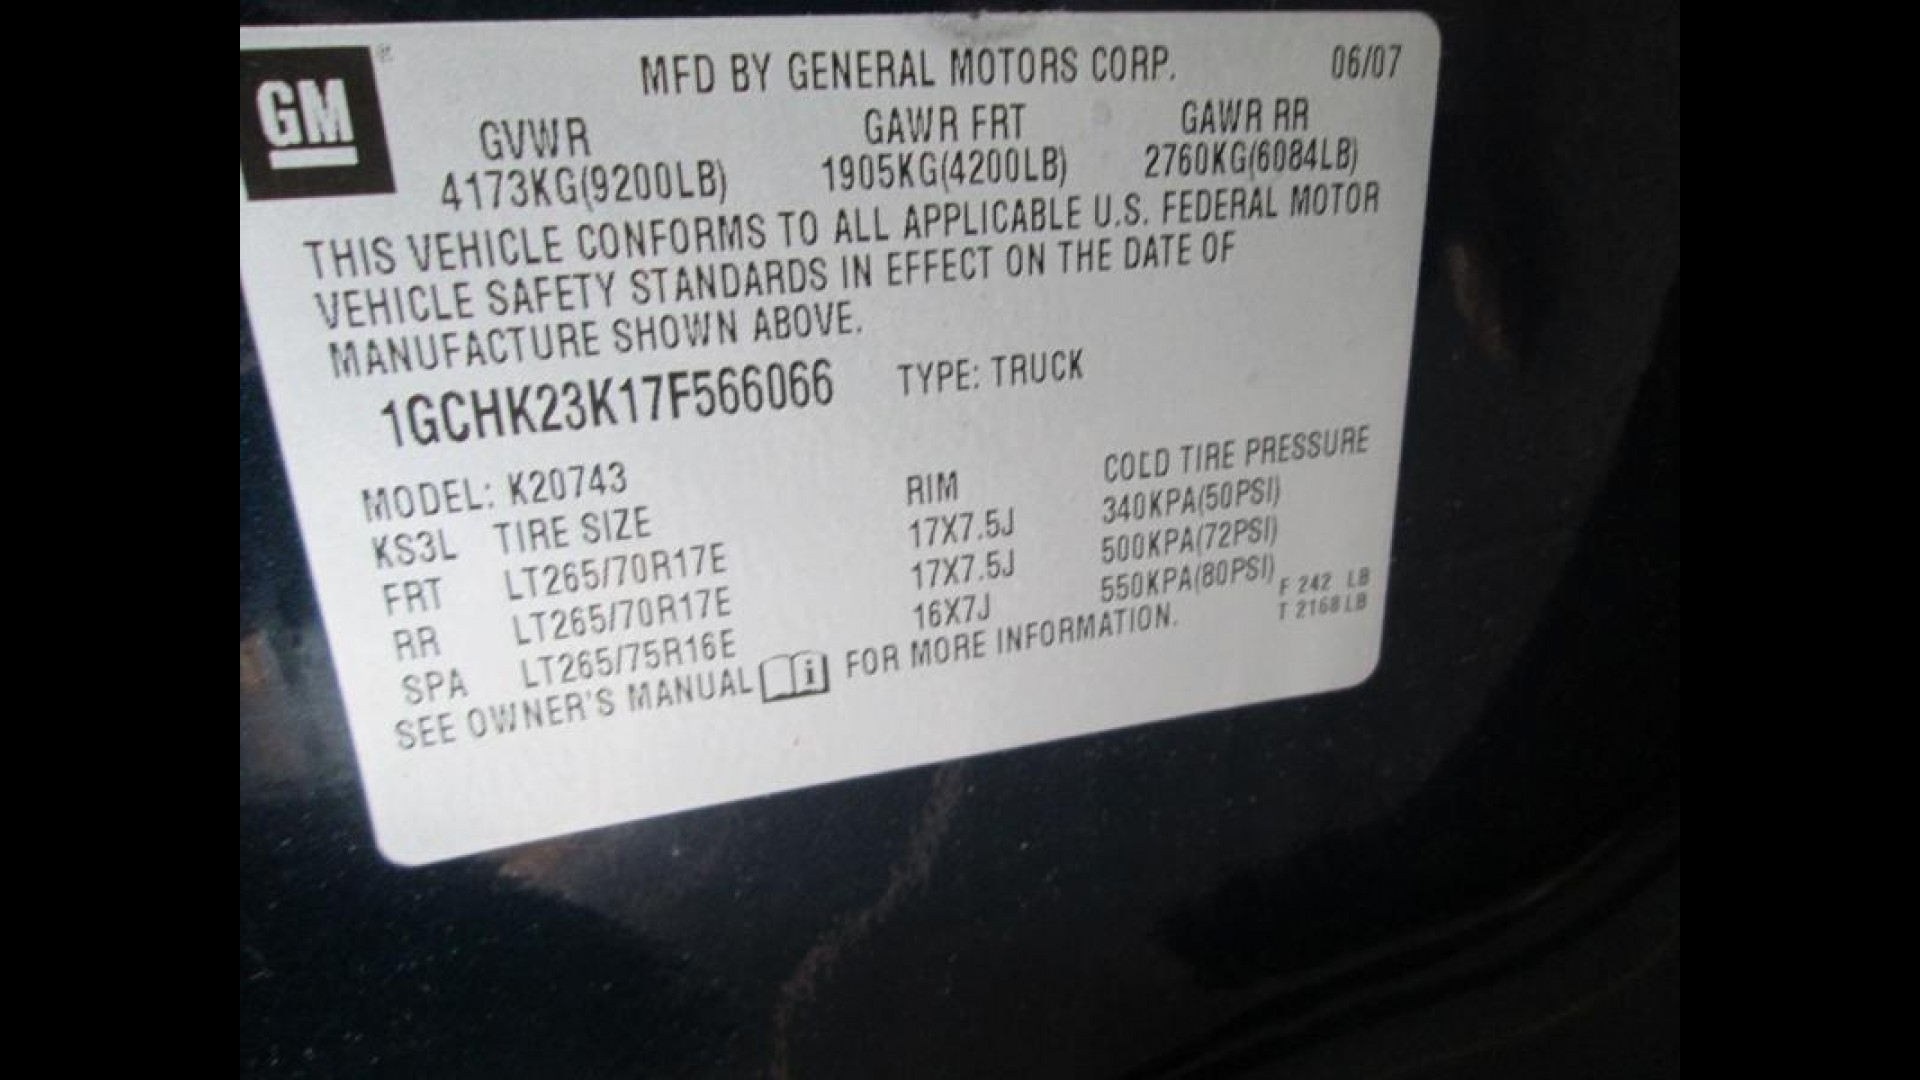 GM
MFD BY GENERAL MOTORS CORP. 06/07
GVWR GAWR FRT GAWR RR
4173KG(9200LB) 1905KG(4200LB) 2760KG(6084LB)
THIS VEHICLE CONFORMS TO ALL APPLICABLE U.S. FEDERAL MOTOR
VEHICLE SAFETY STANDARDS IN EFFECT ON THE DATE OF
MANUFACTURE SHOWN ABOVE.
1GCHK23K17F566066 TYPE: TRUCK
MODEL: K20743
KS3L TIRE SIZE RIM COLD TIRE PRESSURE
FRT LT265/70R17E 17X7.5J 340KPA(50PSI)
RR LT265/70R17E 17X7.5J 500KPA(72PSI)
SPA LT265/75R16E 16X7J 550KPA(80PSI)
SEE OWNER'S MANUAL i FOR MORE INFORMATION.
F 242 LB
T 2168 LB